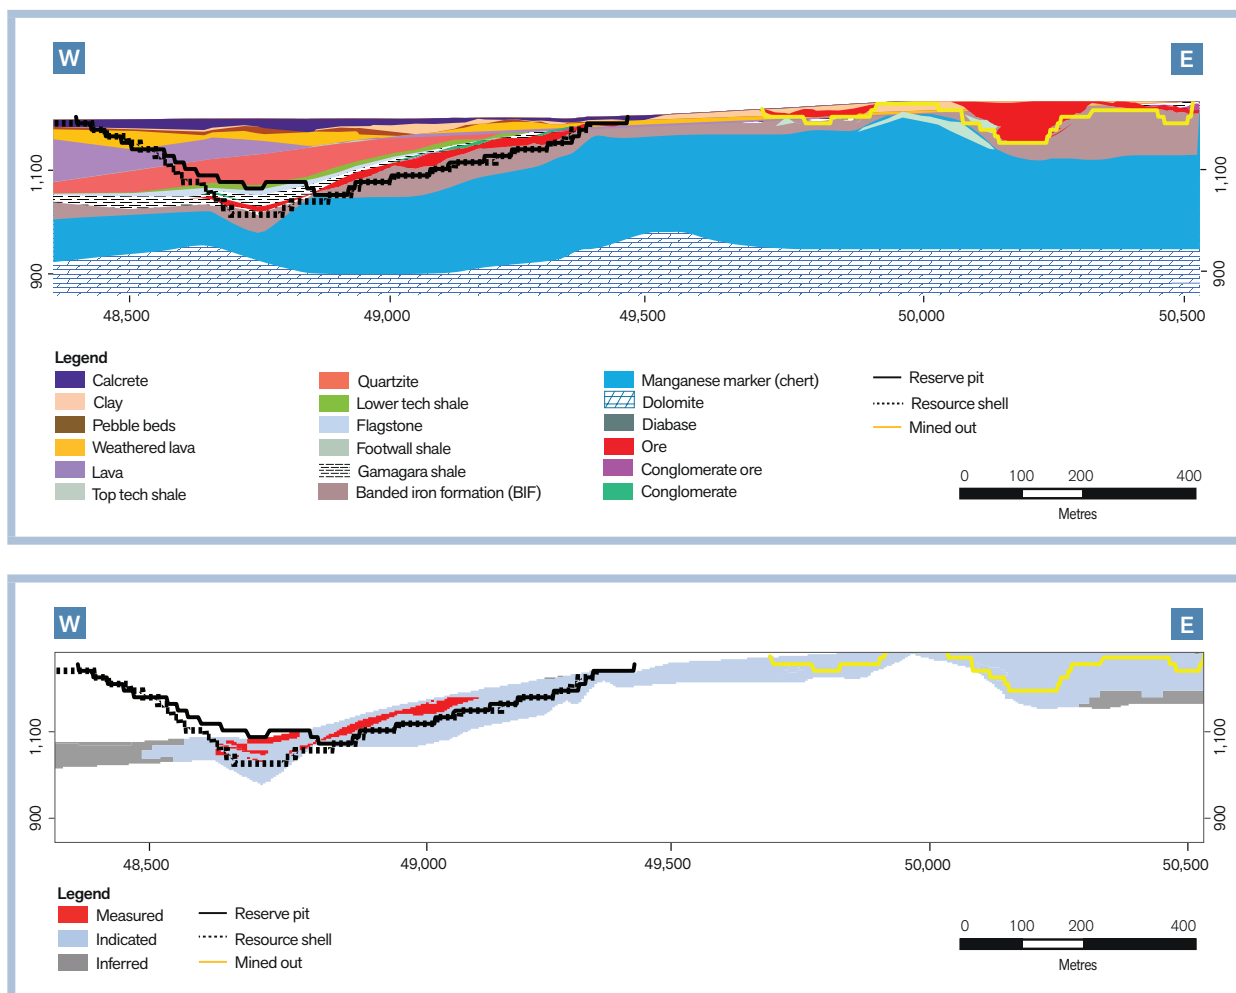 W
E
1,100
900
1,100
900
48,500
49,000
49,500
50,000
50,500
Legend
Calcrete
Clay
Pebble beds
Weathered lava
Lava
Top tech shale
Quartzite
Lower tech shale
Flagstone
Footwall shale
Gamagara shale
Banded iron formation (BIF)
Manganese marker (chert)
Dolomite
Diabase
Ore
Conglomerate ore
Conglomerate
Reserve pit
Resource shell
Mined out
0 100 200 400
Metres
W
E
1,100
900
1,100
900
48,500
49,000
49,500
50,000
50,500
Legend
Measured
Indicated
Inferred
Reserve pit
Resource shell
Mined out
0 100 200 400
Metres